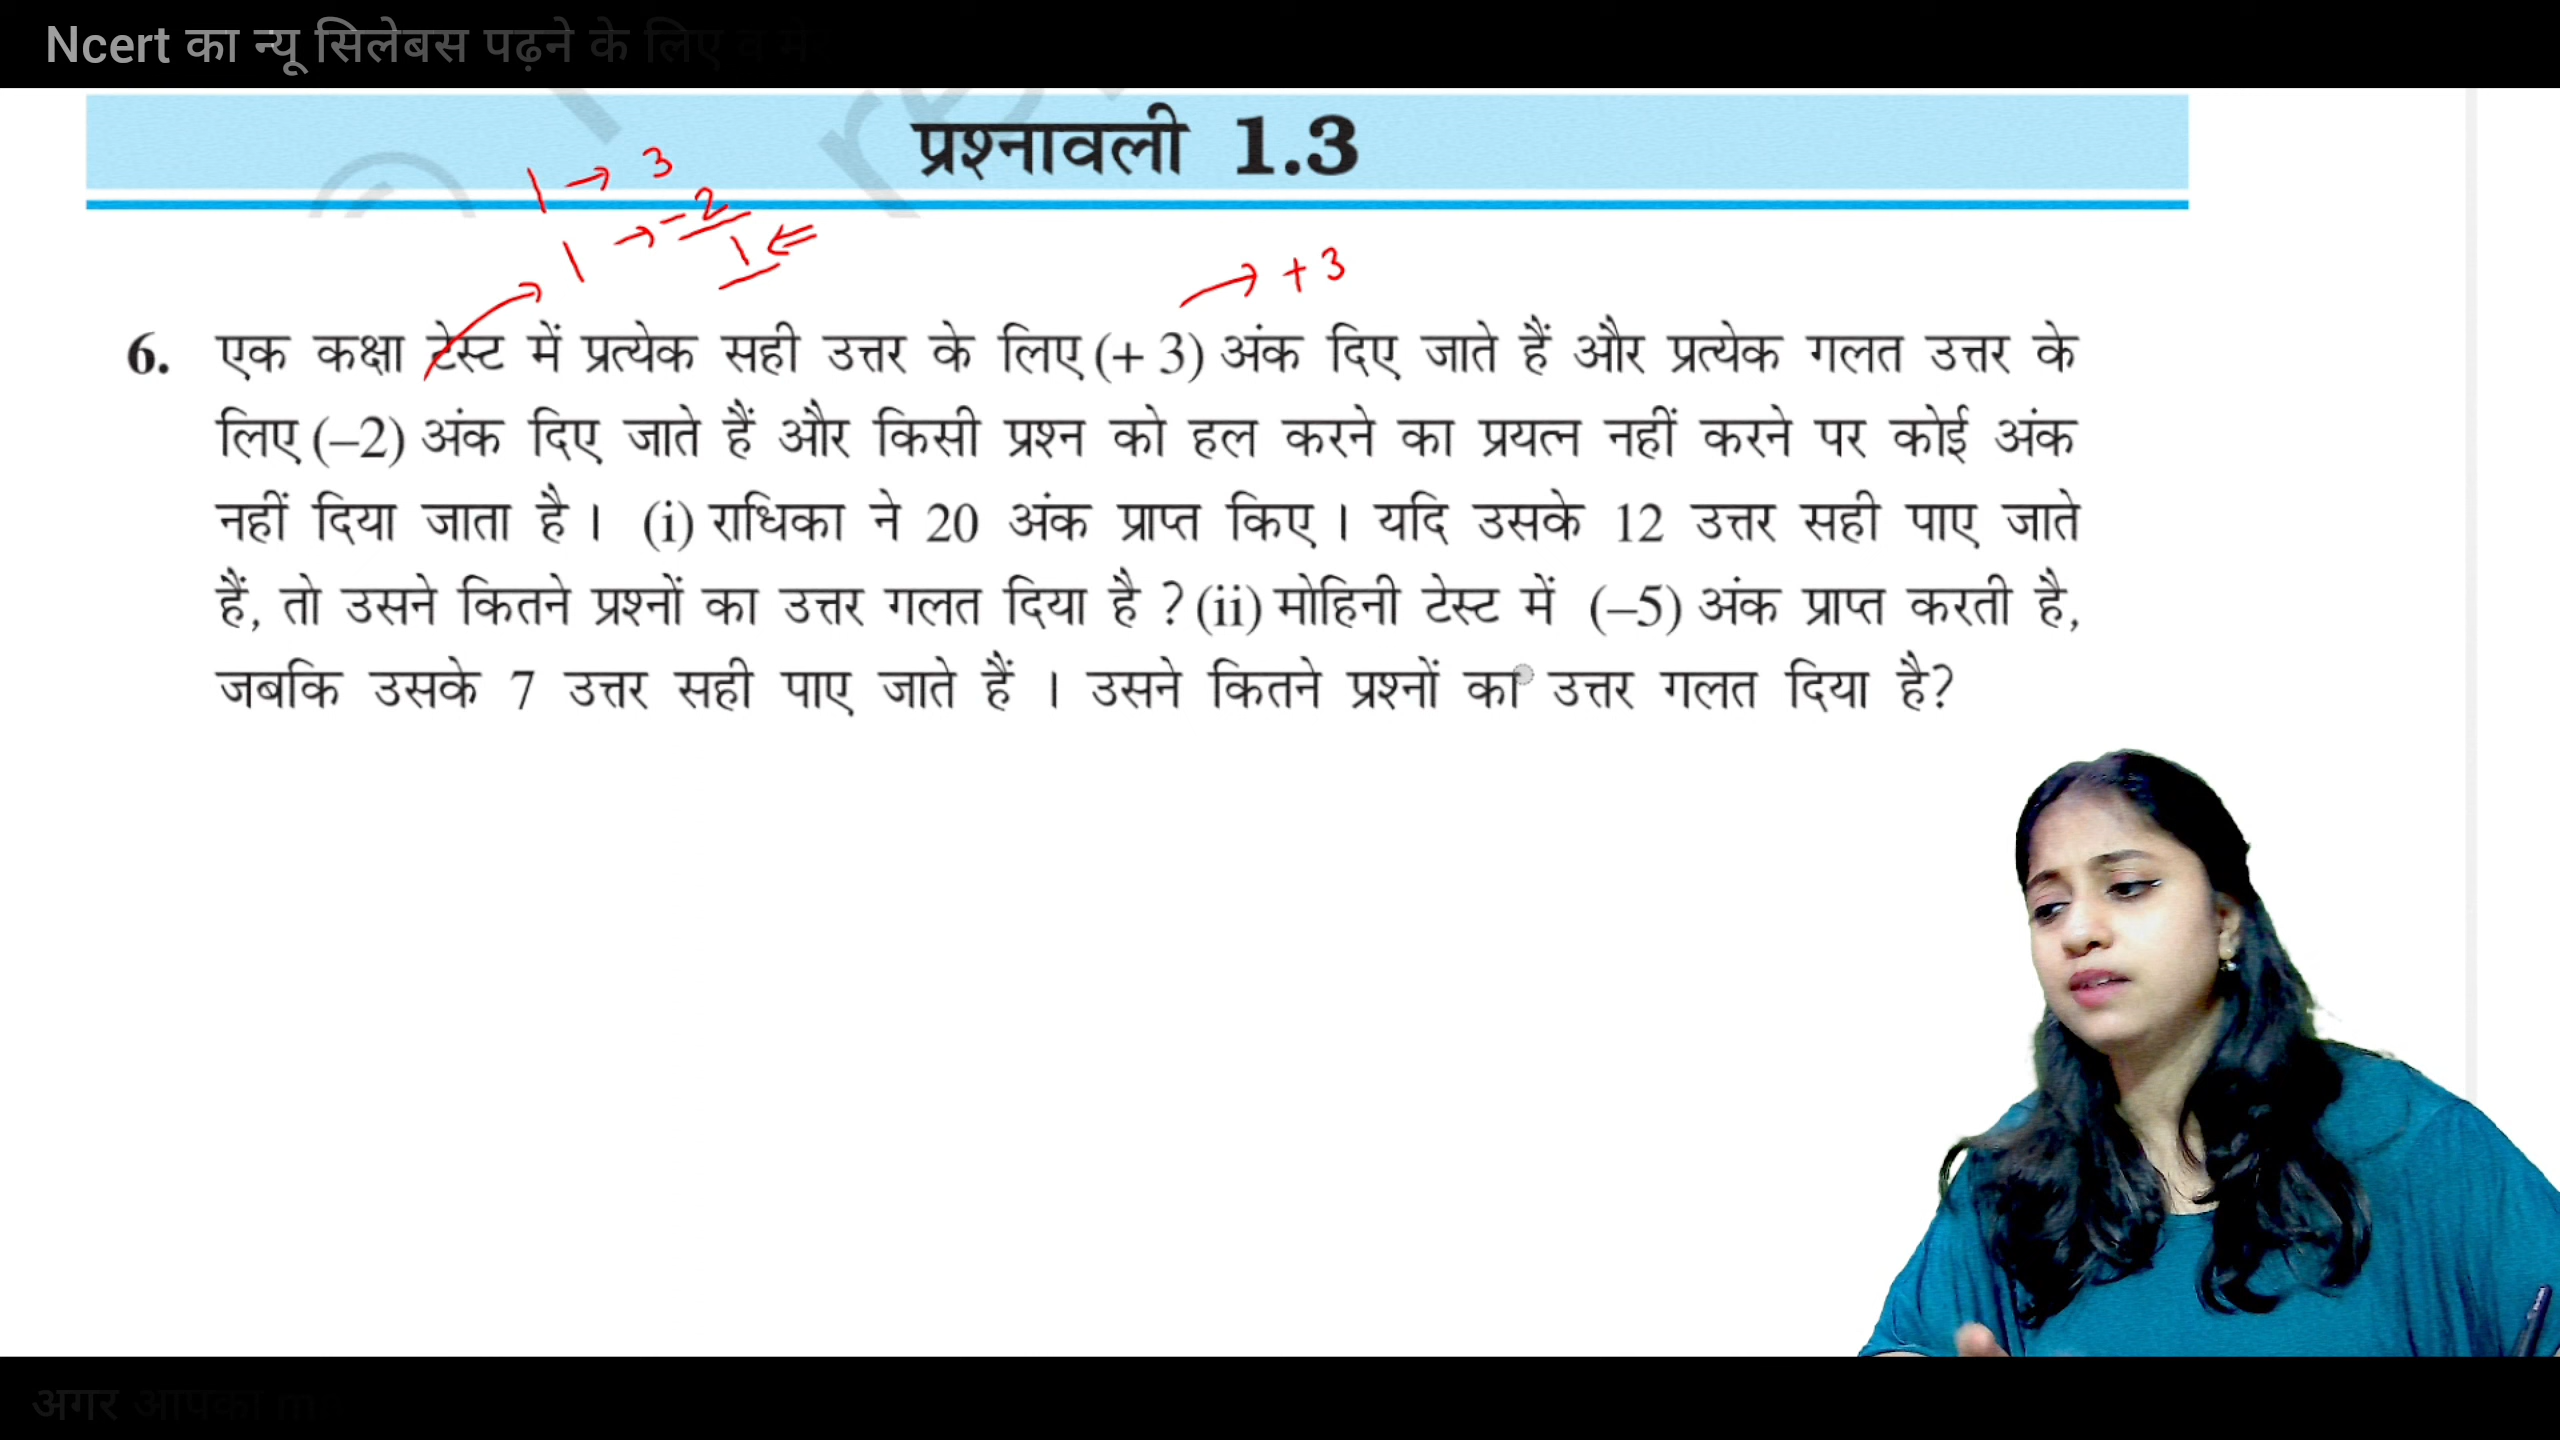 Ncert का न्यू सिलेबस पढ़ने के लिए
प्रश्नावली 1.3
1 → 3
1 → -2
1 ⇐
→ +3
6. एक कक्षा टेस्ट में प्रत्येक सही उत्तर के लिए (+ 3) अंक दिए जाते हैं और प्रत्येक गलत उत्तर के
लिए (–2) अंक दिए जाते हैं और किसी प्रश्न को हल करने का प्रयत्न नहीं करने पर कोई अंक
नहीं दिया जाता है। (i) राधिका ने 20 अंक प्राप्त किए। यदि उसके 12 उत्तर सही पाए जाते
हैं, तो उसने कितने प्रश्नों का उत्तर गलत दिया है ? (ii) मोहिनी टेस्ट में (–5) अंक प्राप्त करती है,
जबकि उसके 7 उत्तर सही पाए जाते हैं । उसने कितने प्रश्नों का उत्तर गलत दिया है?
अगर आपका